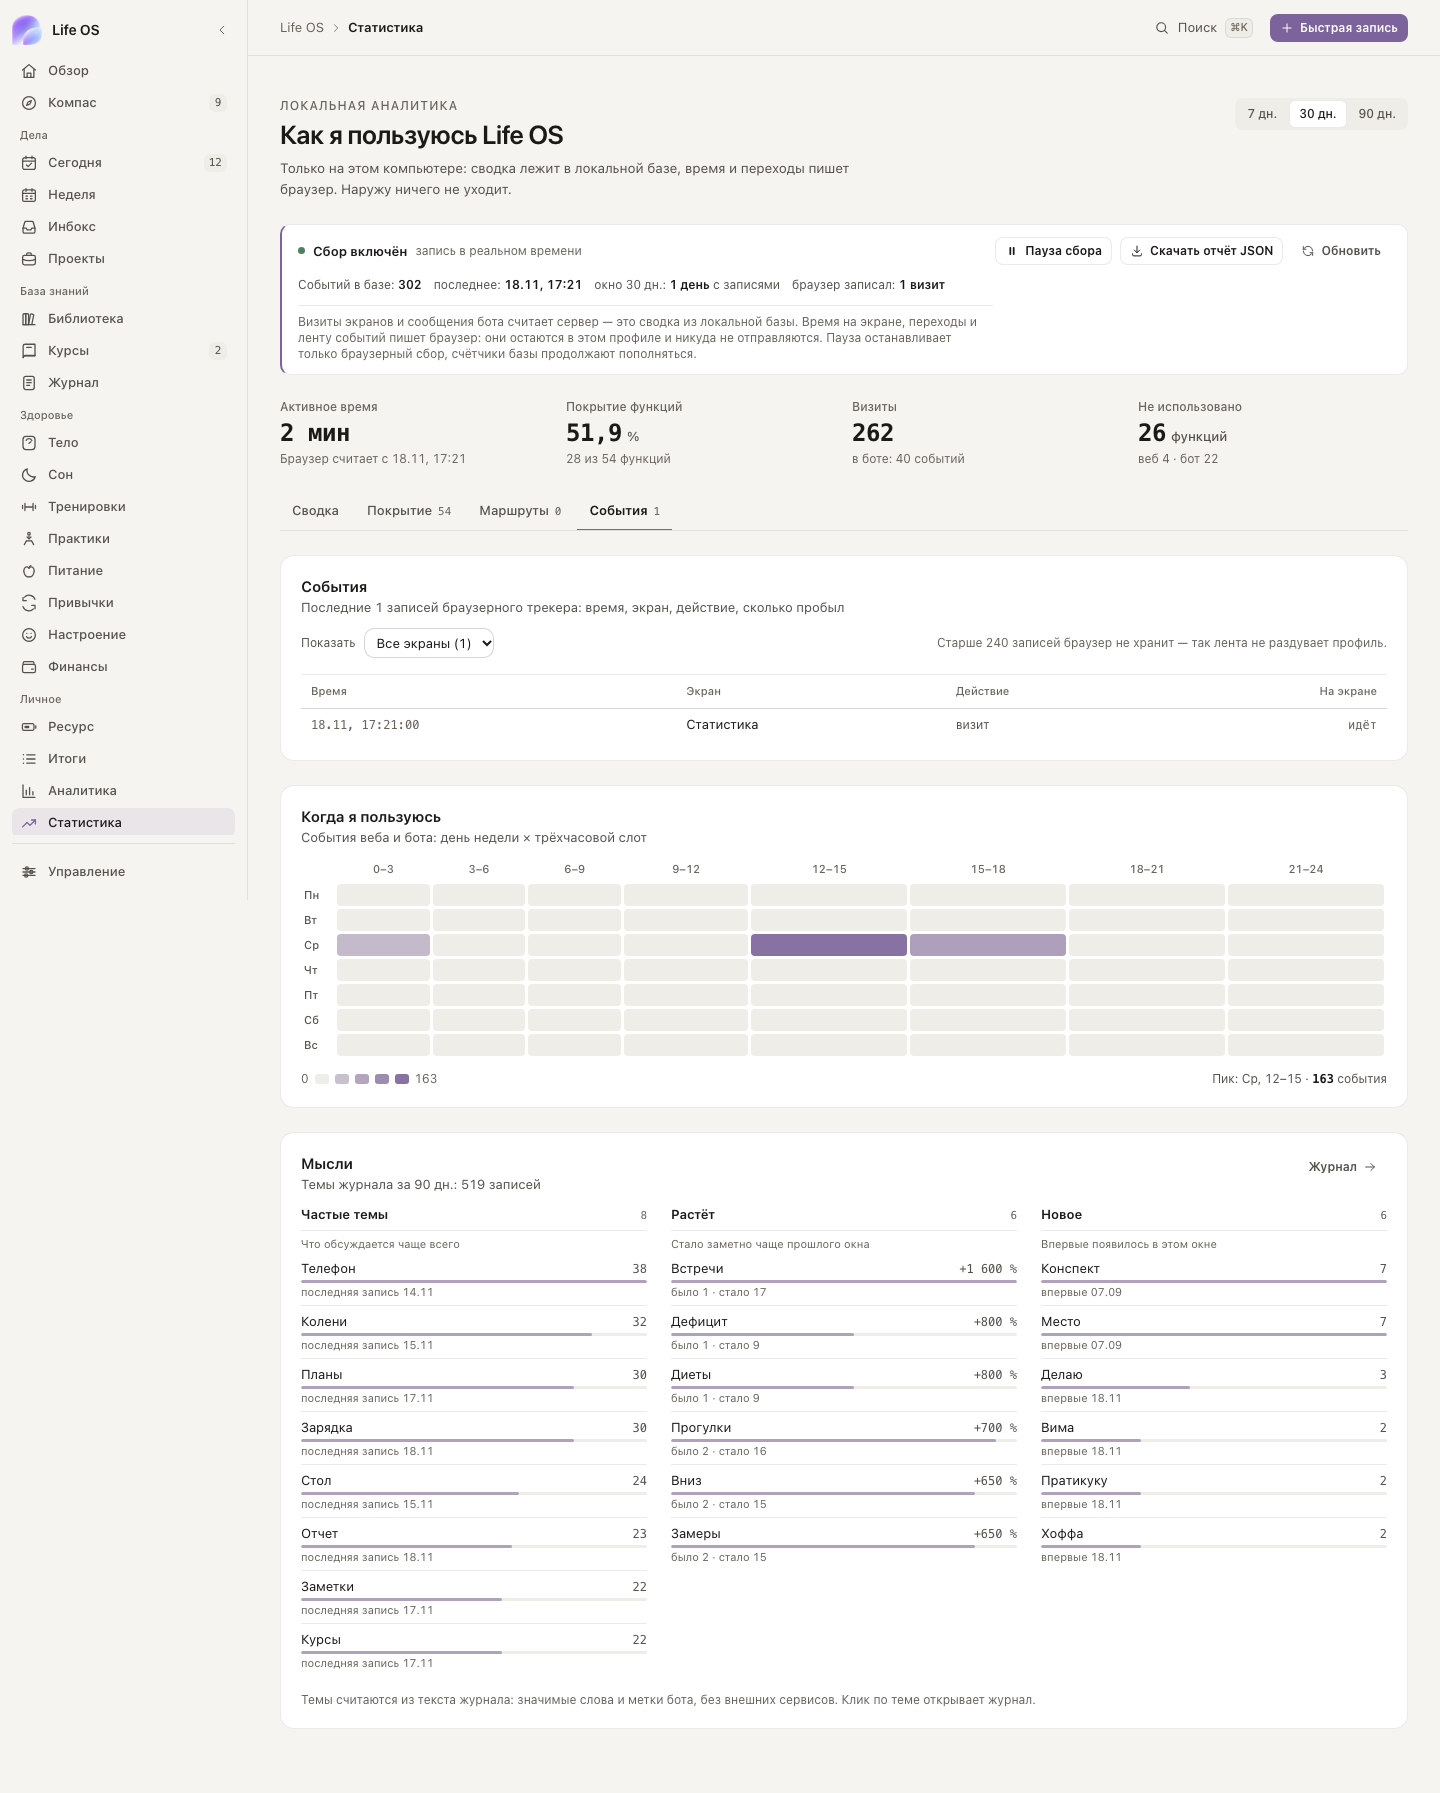 Life OS
Обзор
Компас 9
Дела
Сегодня 12
Неделя
Инбокс
Проекты
База знаний
Библиотека
Курсы 2
Журнал
Здоровье
Тело
Сон
Тренировки
Практики
Питание
Привычки
Настроение
Финансы
Личное
Ресурс
Итоги
Аналитика
Статистика
Управление
Life OS > Статистика
Поиск ⌘K
+ Быстрая запись
ЛОКАЛЬНАЯ АНАЛИТИКА
7 дн. 30 дн. 90 дн.
Как я пользуюсь Life OS
Только на этом компьютере: сводка лежит в локальной базе, время и переходы пишет
браузер. Наружу ничего не уходит.
Сбор включён запись в реальном времени
Пауза сбора Скачать отчёт JSON Обновить
Событий в базе: 302 последнее: 18.11, 17:21 окно 30 дн.: 1 день с записями браузер записал: 1 визит
Визиты экранов и сообщения бота считает сервер — это сводка из локальной базы. Время на экране, переходы и
ленту событий пишет браузер: они остаются в этом профиле и никуда не отправляются. Пауза останавливает
только браузерный сбор, счётчики базы продолжают пополняться.
Активное время
2 мин
Браузер считает с 18.11, 17:21
Покрытие функций
51,9 %
28 из 54 функций
Визиты
262
в боте: 40 событий
Не использовано
26 функций
веб 4 · бот 22
Сводка Покрытие 54 Маршруты 0 События 1
События
Последние 1 записей браузерного трекера: время, экран, действие, сколько пробыл
Показать Все экраны (1)
Старше 240 записей браузер не хранит — так лента не раздувает профиль.
Время Экран Действие На экране
18.11, 17:21:00 Статистика визит идёт
Когда я пользуюсь
События веба и бота: день недели × трёхчасовой слот
0–3 3–6 6–9 9–12 12–15 15–18 18–21 21–24
Пн
Вт
Ср
Чт
Пт
Сб
Вс
0 163
Пик: Ср, 12–15 · 163 события
Мысли
Темы журнала за 90 дн.: 519 записей
Журнал →
Частые темы 8
Что обсуждается чаще всего
Телефон 38
последняя запись 14.11
Колени 32
последняя запись 15.11
Планы 30
последняя запись 17.11
Зарядка 30
последняя запись 18.11
Стол 24
последняя запись 15.11
Отчет 23
последняя запись 18.11
Заметки 22
последняя запись 17.11
Курсы 22
последняя запись 17.11
Растёт 6
Стало заметно чаще прошлого окна
Встречи +1 600 %
было 1 · стало 17
Дефицит +800 %
было 1 · стало 9
Диеты +800 %
было 1 · стало 9
Прогулки +700 %
было 2 · стало 16
Вниз +650 %
было 2 · стало 15
Замеры +650 %
было 2 · стало 15
Новое 6
Впервые появилось в этом окне
Конспект 7
впервые 07.09
Место 7
впервые 07.09
Делаю 3
впервые 18.11
Вима 2
впервые 18.11
Пратикуку 2
впервые 18.11
Хоффа 2
впервые 18.11
Темы считаются из текста журнала: значимые слова и метки бота, без внешних сервисов. Клик по теме открывает журнал.